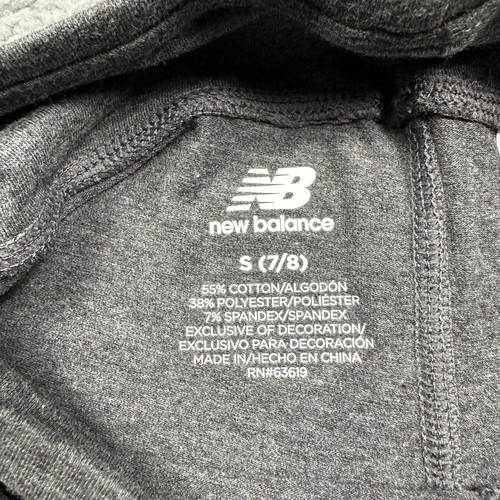 NB
new balance
S (7/8)
55% COTTON/ALGODÓN
38% POLYESTER/POLIÉSTER
7% SPANDEX/SPANDEX
EXCLUSIVE OF DECORATION/
EXCLUSIVO PARA DECORACIÓN
MADE IN/HECHO EN CHINA
RN#63619